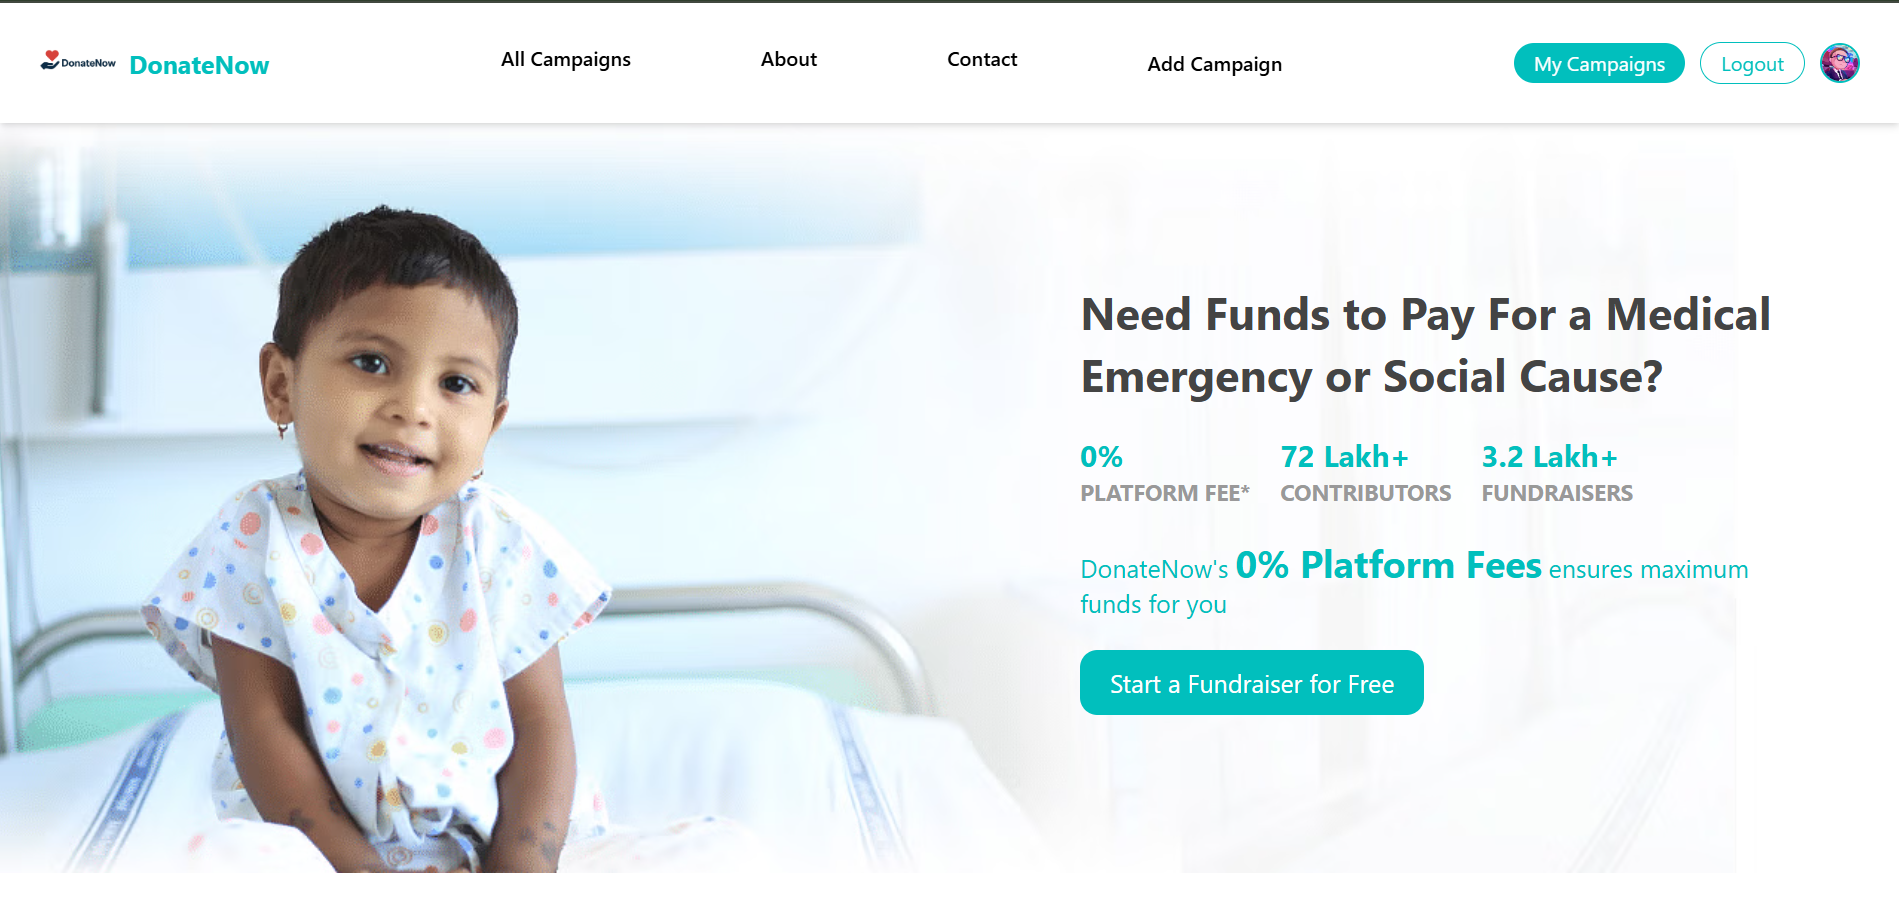 DonateNow
DonateNow
All Campaigns
About
Contact
Add Campaign
My Campaigns
Logout
Need Funds to Pay For a Medical
Emergency or Social Cause?
0%
PLATFORM FEE*
72 Lakh+
CONTRIBUTORS
3.2 Lakh+
FUNDRAISERS
DonateNow's 0% Platform Fees ensures maximum
funds for you
Start a Fundraiser for Free